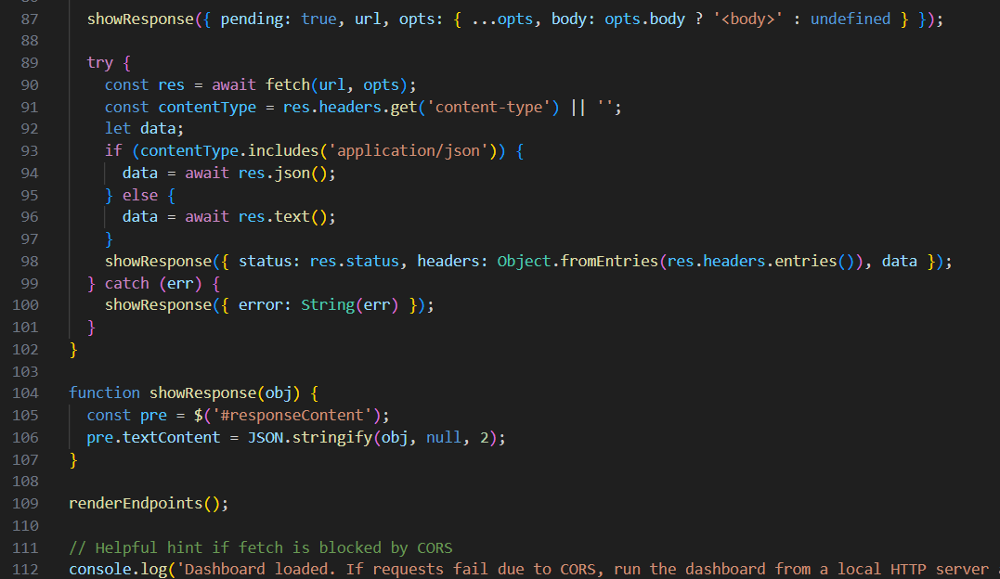 87 showResponse({ pending: true, url, opts: { ...opts, body: opts.body ? '<body>' : undefined } });
88
89 try {
90 const res = await fetch(url, opts);
91 const contentType = res.headers.get('content-type') || '';
92 let data;
93 if (contentType.includes('application/json')) {
94 data = await res.json();
95 } else {
96 data = await res.text();
97 }
98 showResponse({ status: res.status, headers: Object.fromEntries(res.headers.entries()), data });
99 } catch (err) {
100 showResponse({ error: String(err) });
101 }
102 }
103
104 function showResponse(obj) {
105 const pre = $('#responseContent');
106 pre.textContent = JSON.stringify(obj, null, 2);
107 }
108
109 renderEndpoints();
110
111 // Helpful hint if fetch is blocked by CORS
112 console.log('Dashboard loaded. If requests fail due to CORS, run the dashboard from a local HTTP server